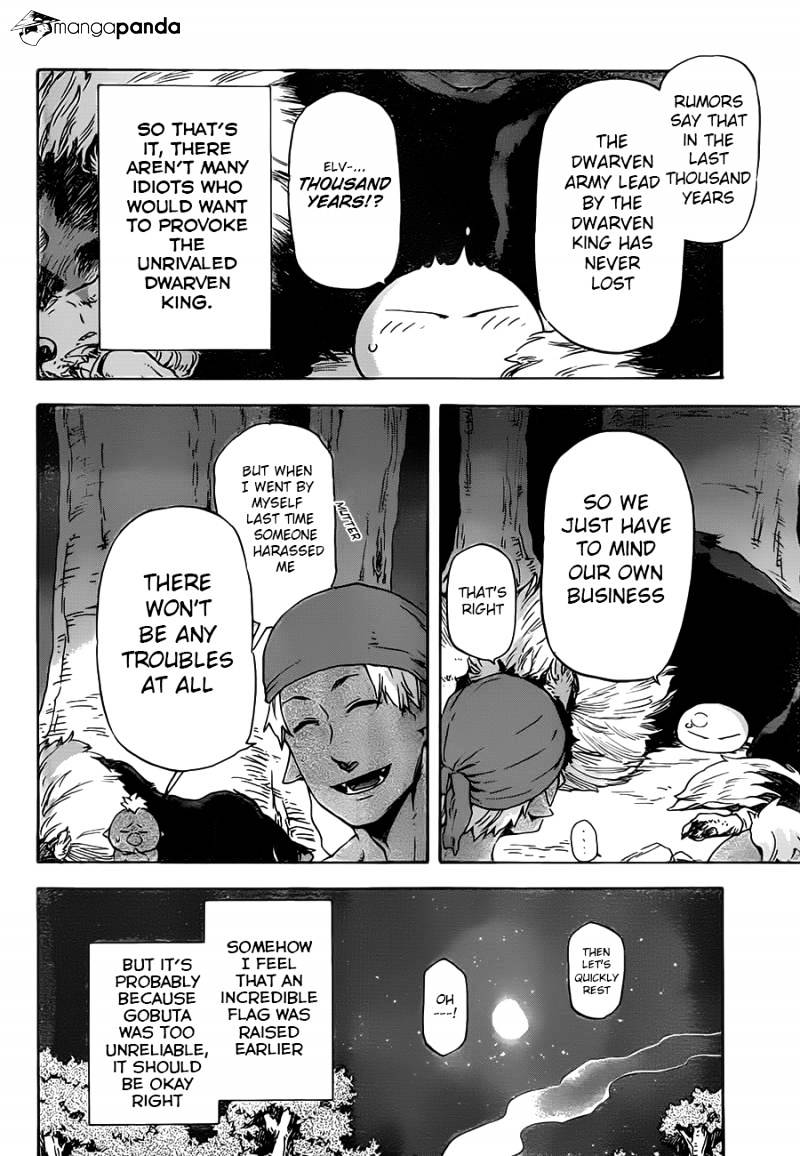 mangapanda
RUMORS
SAY THAT
IN THE
LAST
THOUSAND
YEARS
THE
DWARVEN
ARMY LEAD
BY THE
DWARVEN
KING HAS
NEVER
LOST
ELV-...
THOUSAND
YEARS!?
SO THAT'S
IT, THERE
AREN'T MANY
IDIOTS WHO
WOULD WANT
TO PROVOKE
THE
UNRIVALED
DWARVEN
KING.
SO WE
JUST HAVE
TO MIND
OUR OWN
BUSINESS
THAT'S
RIGHT
....
BUT WHEN
I WENT BY
MYSELF
LAST TIME
SOMEONE
HARASSED
ME
MUTTER
THERE
WON'T
BE ANY
TROUBLES
AT ALL
THEN
LET'S
QUICKLY
REST
OH
---!
SOMEHOW
I FEEL
THAT AN
INCREDIBLE
FLAG WAS
RAISED
EARLIER
BUT IT'S
PROBABLY
BECAUSE
GOBUTA
WAS TOO
UNRELIABLE,
IT SHOULD
BE OKAY
RIGHT